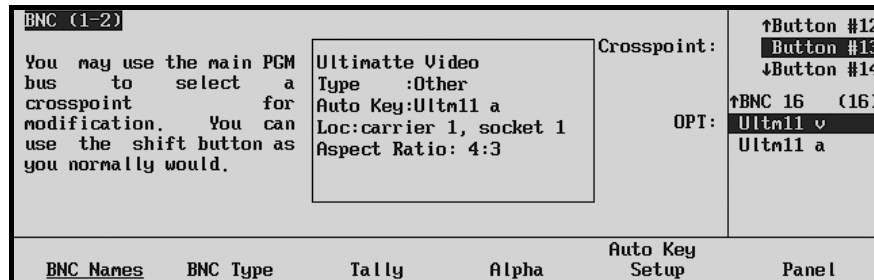 BNC (1-2)
You may use the main PGM
bus to select a
crosspoint for
modification. You can
use the shift button as
you normally would.
Ultimatte Video
Type :Other
Auto Key:Ultm11 a
Loc:carrier 1, socket 1
Aspect Ratio: 4:3
Crosspoint:
↑Button #12
Button #13
↓Button #14
OPT:
↑BNC 16 (16)
Ultm11 v
Ultm11 a
BNC Names BNC Type Tally Alpha Auto Key Setup Panel